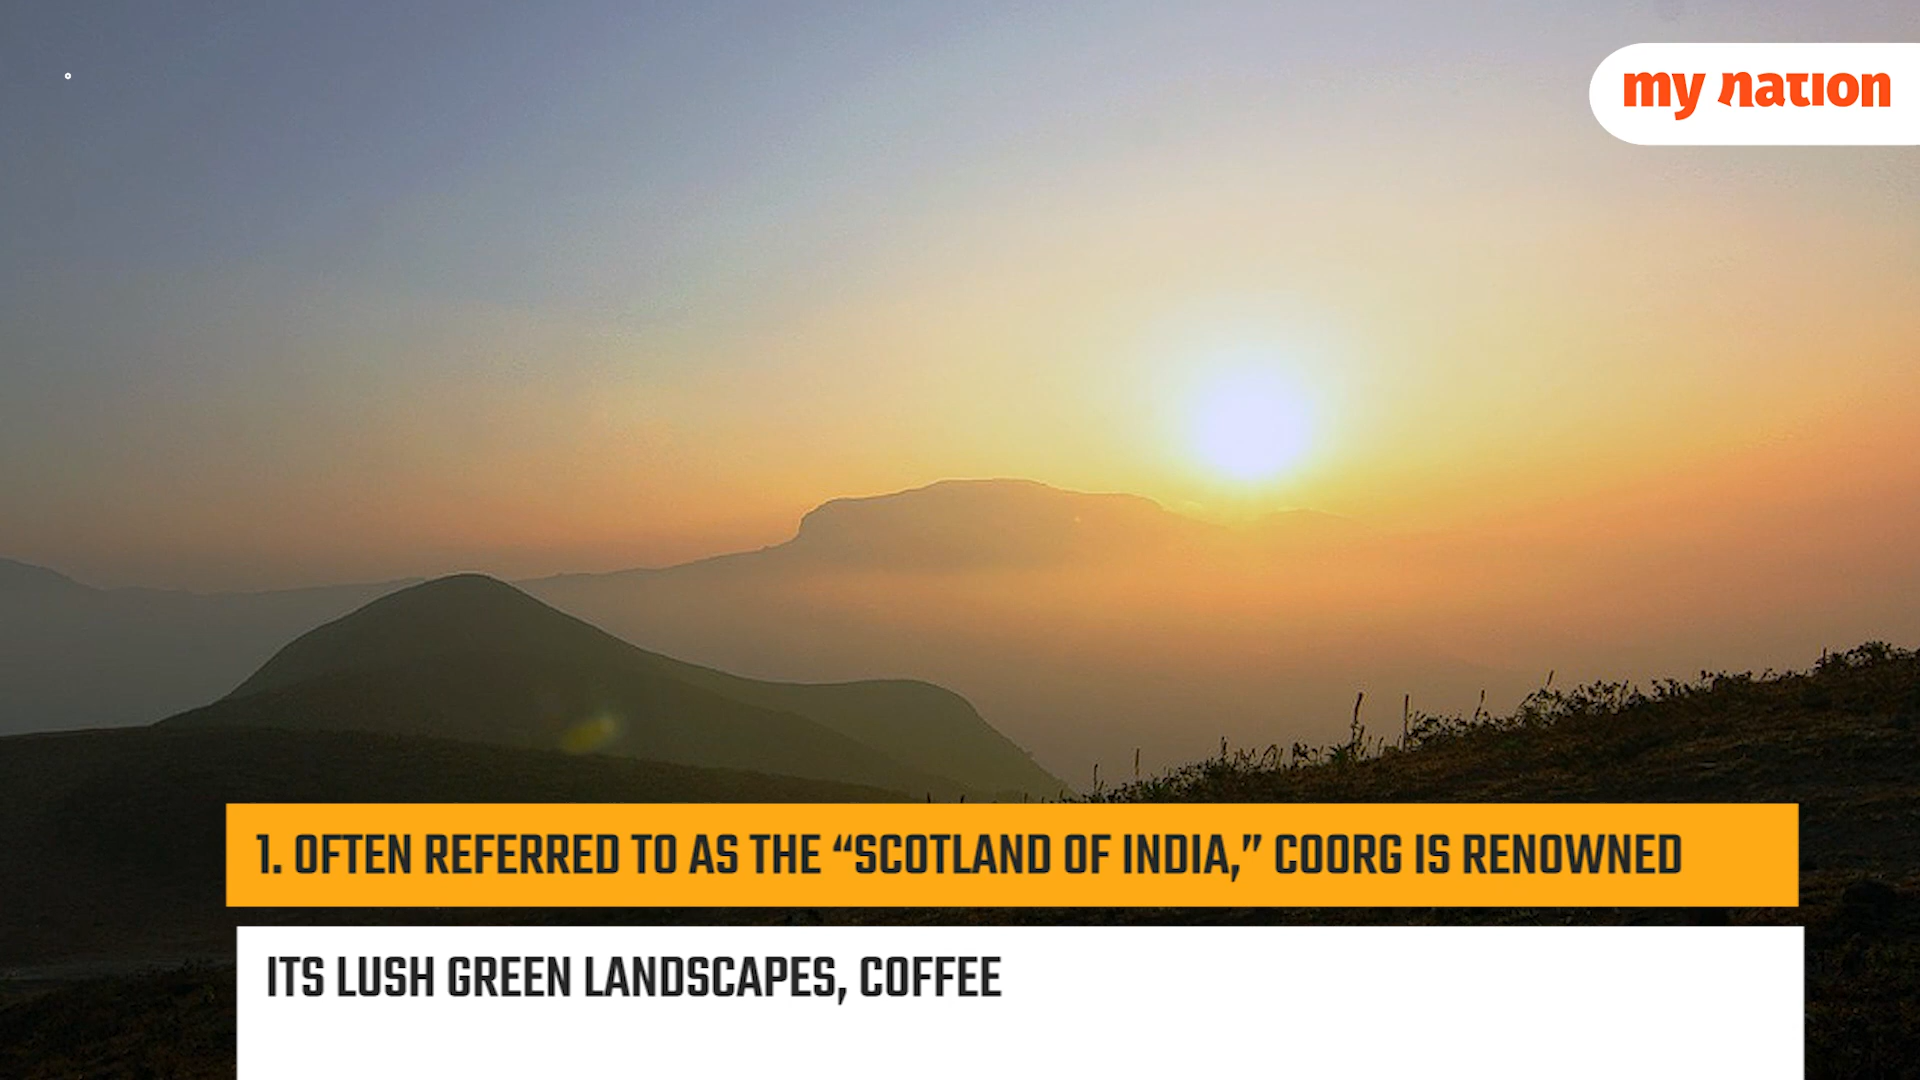 my nation
1. OFTEN REFERRED TO AS THE “SCOTLAND OF INDIA,” COORG IS RENOWNED
ITS LUSH GREEN LANDSCAPES, COFFEE